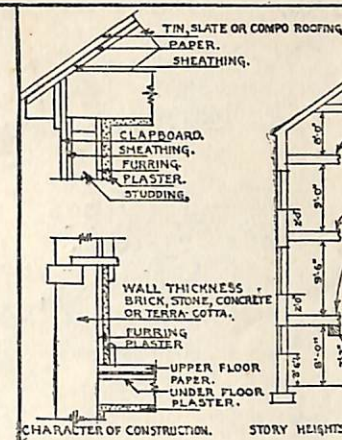 TIN, SLATE OR COMPO ROOFING
PAPER.
SHEATHING.
CLAPBOARD.
SHEATHING.
FURRING.
PLASTER.
STUDDING.
8'-0"
9'-0"
2'-0"
9'-6"
2'-0"
8'-0"
WALL THICKNESS
BRICK, STONE, CONCRETE
OR TERRA-COTTA.
FURRING
PLASTER
UPPER FLOOR
PAPER.
UNDER FLOOR
PLASTER.
CHARACTER OF CONSTRUCTION.
STORY HEIGHTS